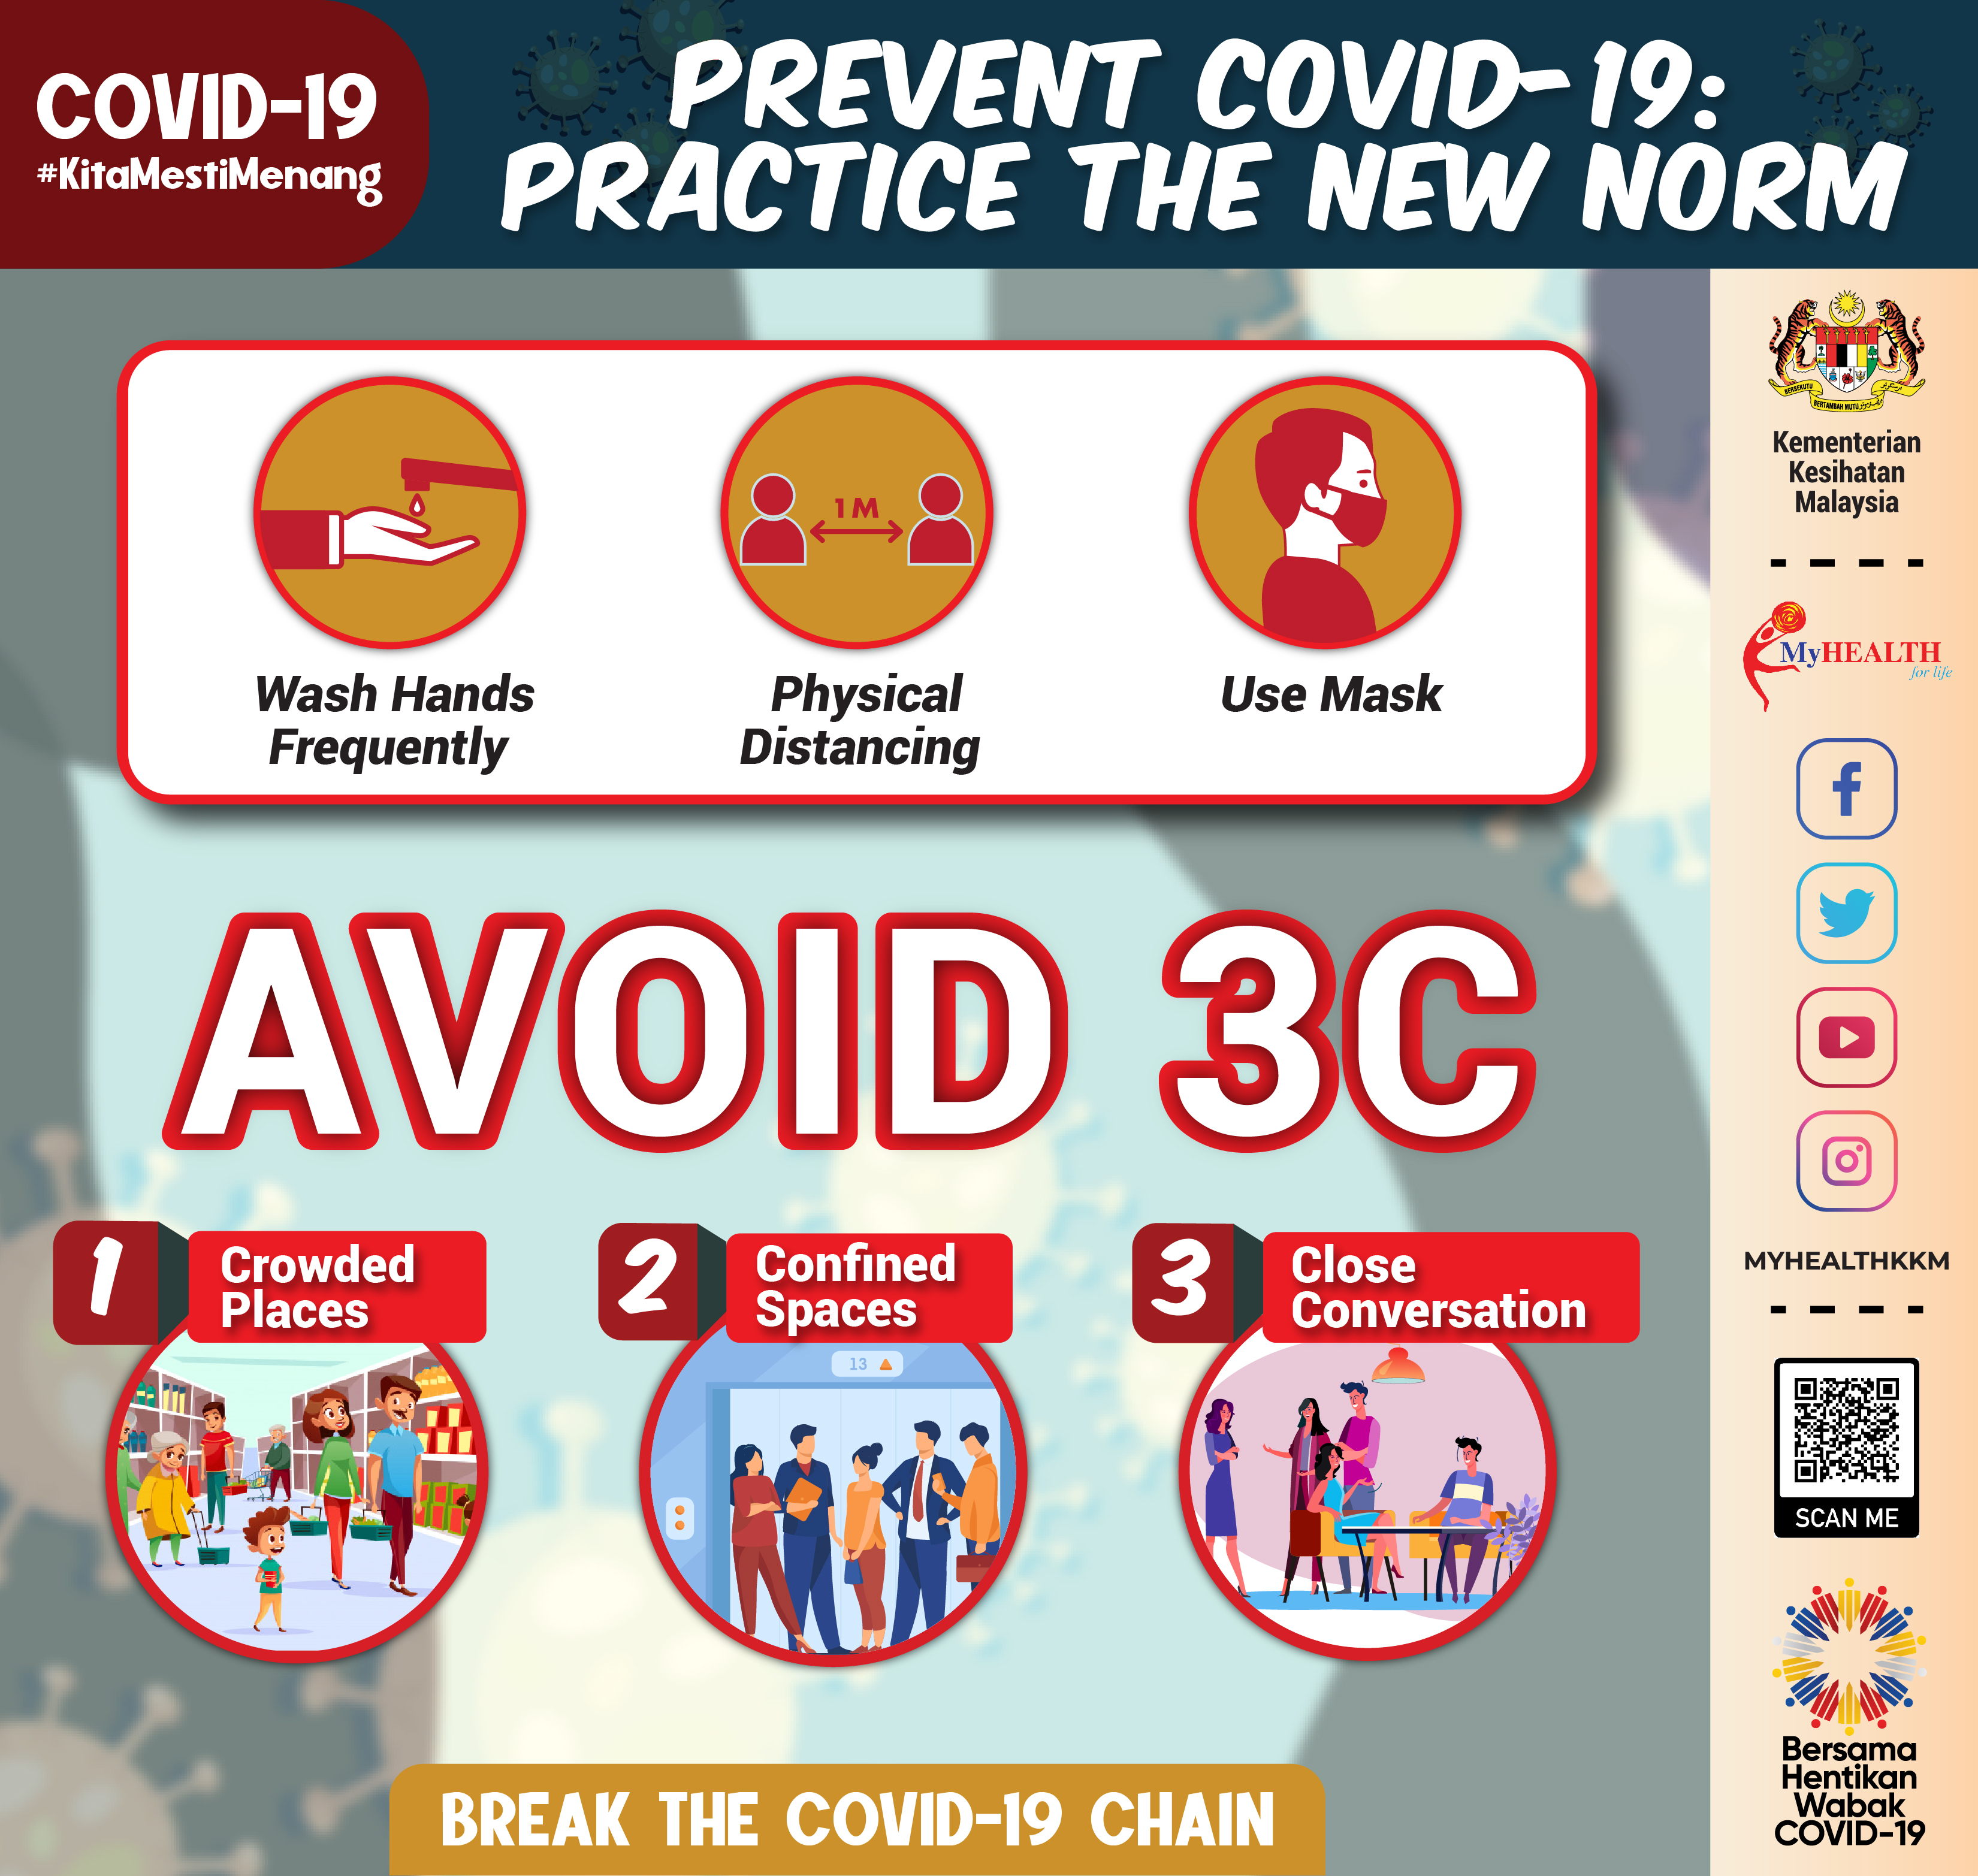 COVID-19
#KitaMestiMenang
PREVENT COVID-19:
PRACTICE THE NEW NORM
1M
Wash Hands
Frequently
Physical
Distancing
Use Mask
AVOID 3C
1
Crowded
Places
2
Confined
Spaces
13
3
Close
Conversation
BREAK THE COVID-19 CHAIN
BERSEKUTU
BERTAMBAH MUTU
Kementerian
Kesihatan
Malaysia
MyHEALTH
for life
MYHEALTHKKM
SCAN ME
Bersama
Hentikan
Wabak
COVID-19